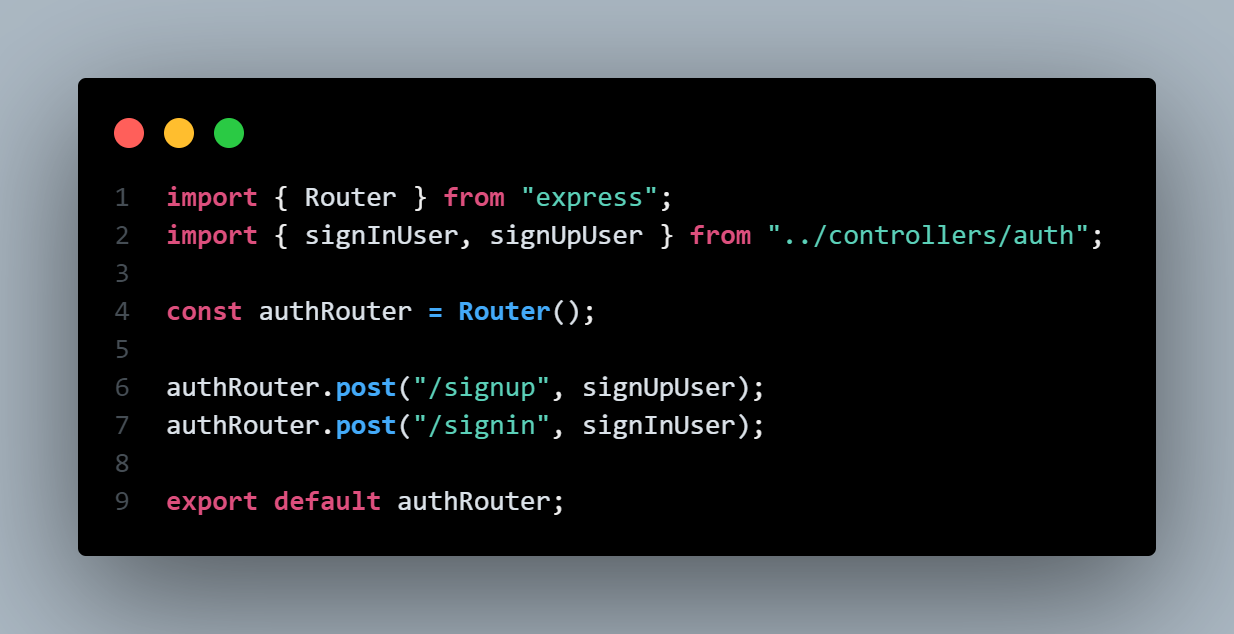 1 import { Router } from "express";
2 import { signInUser, signUpUser } from "../controllers/auth";
3
4 const authRouter = Router();
5
6 authRouter.post("/signup", signUpUser);
7 authRouter.post("/signin", signInUser);
8
9 export default authRouter;